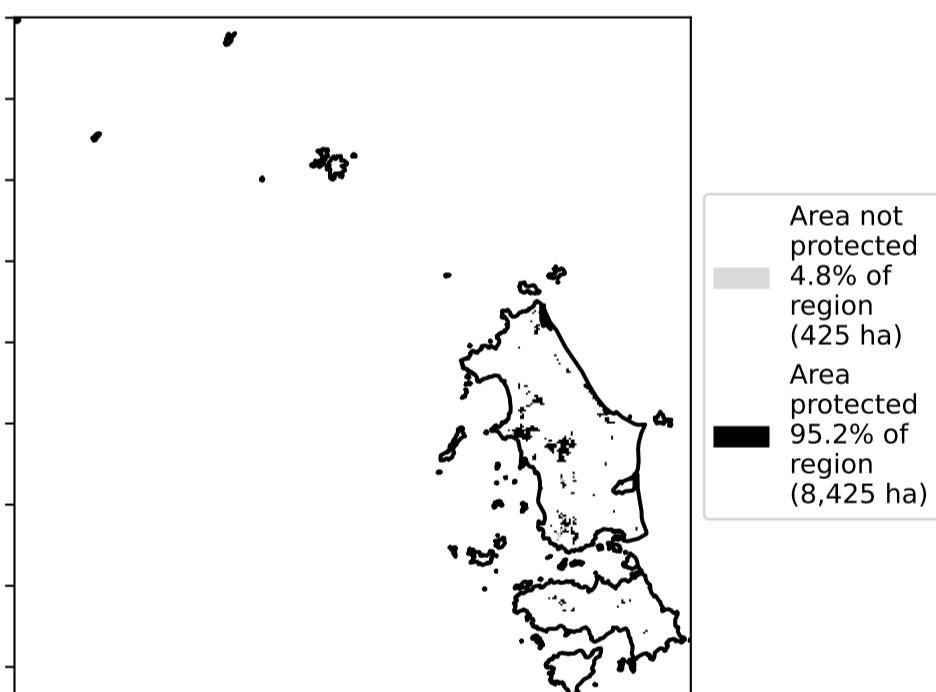 Area not
protected
4.8% of
region
(425 ha)
Area
protected
95.2% of
region
(8,425 ha)